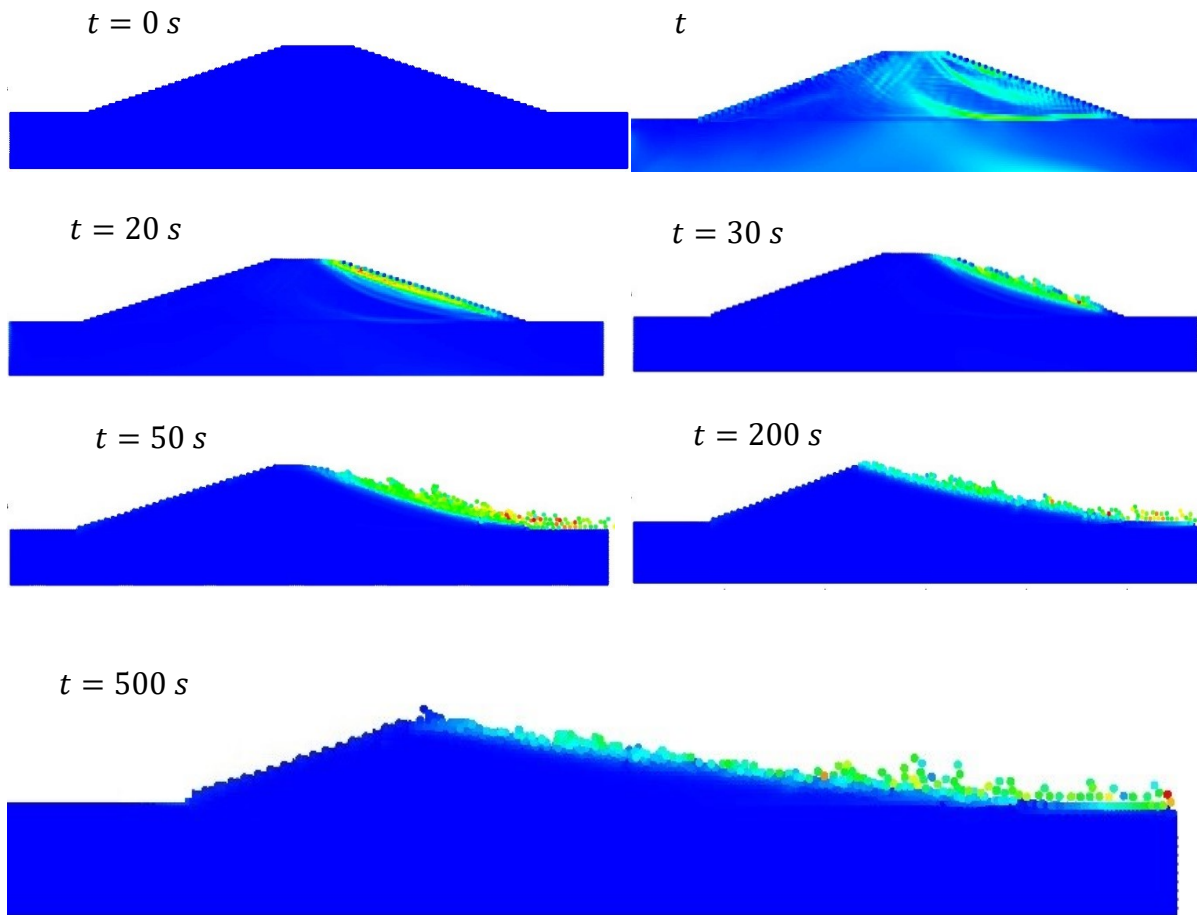 t = 0 s
t
t = 20 s
t = 30 s
t = 50 s
t = 200 s
t = 500 s